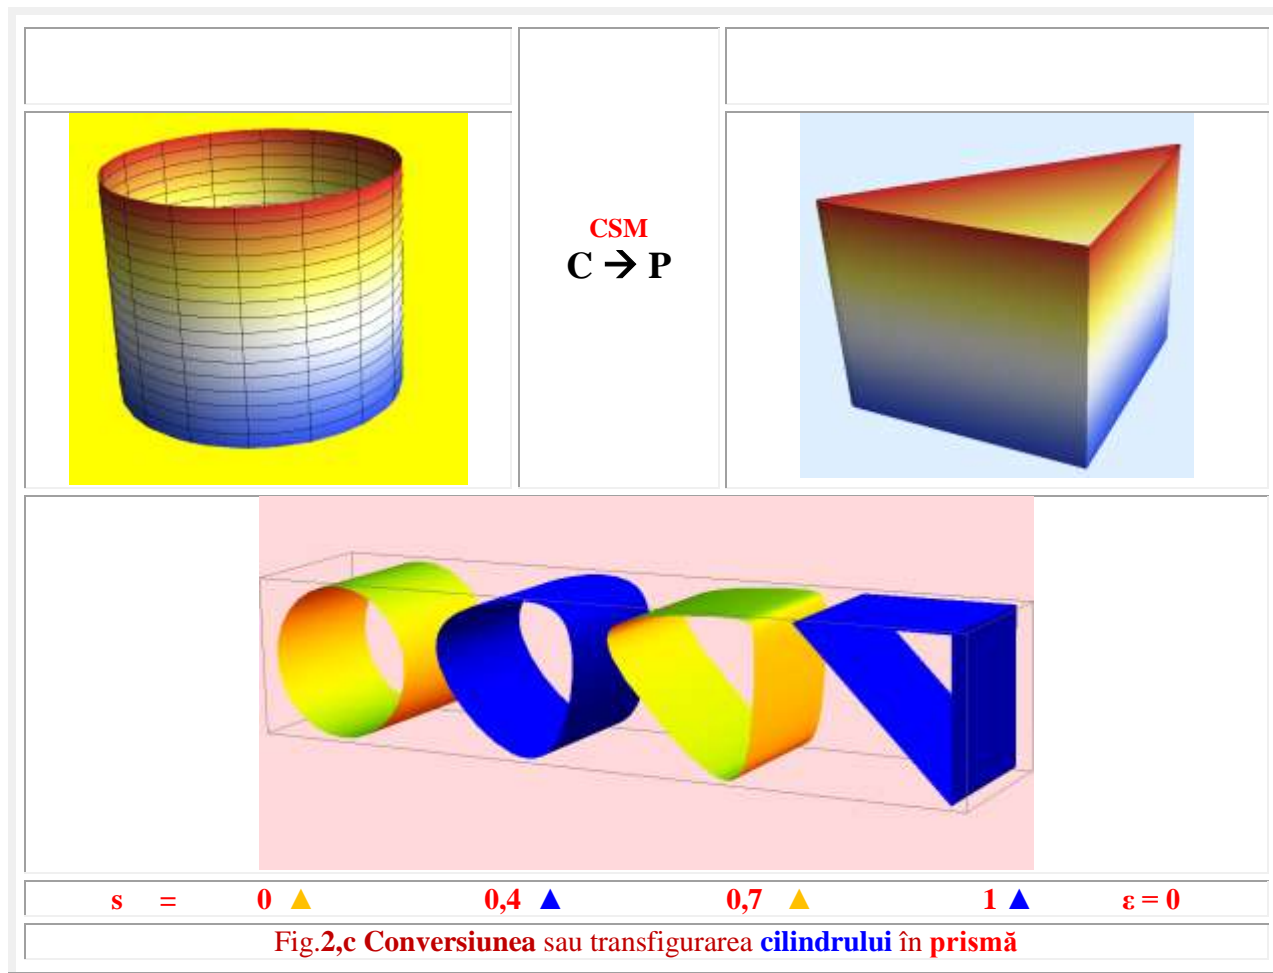 CSM
C → P
s = 0 ▲ 0,4 ▲ 0,7 ▲ 1 ▲ ε = 0
Fig.2,c Conversiunea sau transfigurarea cilindrului în prismă